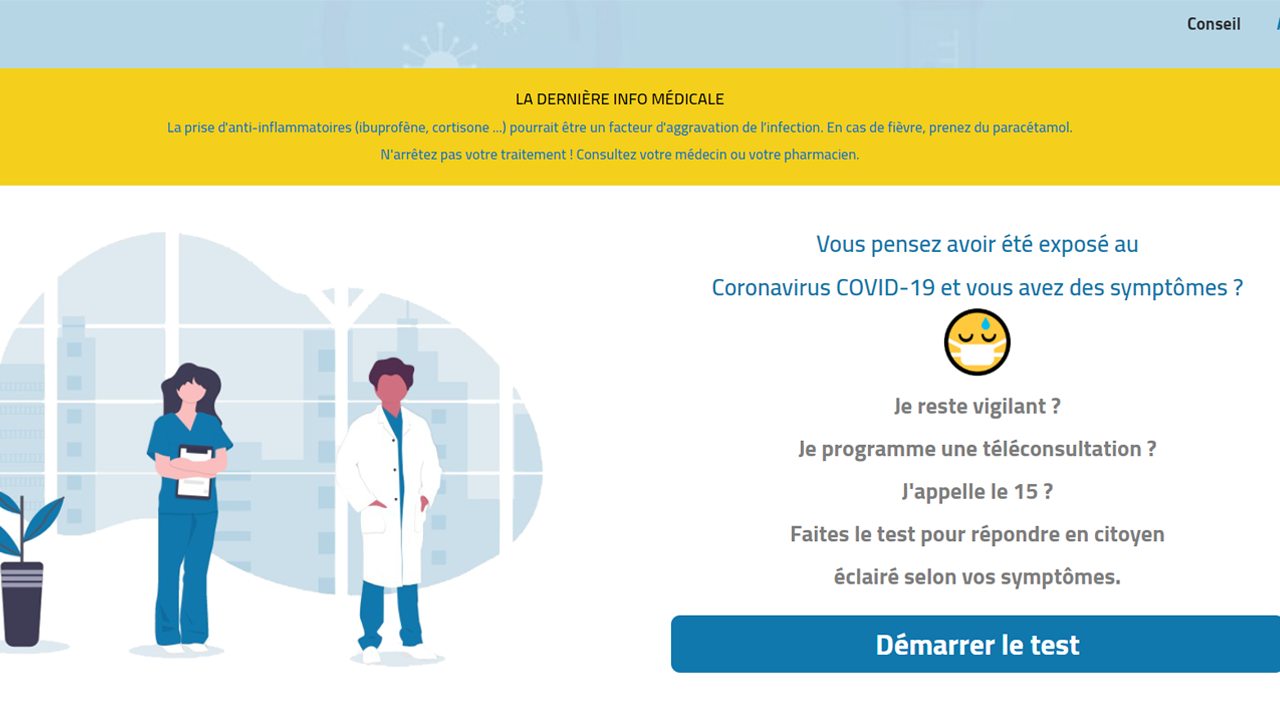 Conseil
LA DERNIÈRE INFO MÉDICALE
La prise d'anti-inflammatoires (ibuprofène, cortisone ...) pourrait être un facteur d'aggravation de l'infection. En cas de fièvre, prenez du paracétamol.
N'arrêtez pas votre traitement ! Consultez votre médecin ou votre pharmacien.
Vous pensez avoir été exposé au
Coronavirus COVID-19 et vous avez des symptômes ?
Je reste vigilant ?
Je programme une téléconsultation ?
J'appelle le 15 ?
Faites le test pour répondre en citoyen
éclairé selon vos symptômes.
Démarrer le test